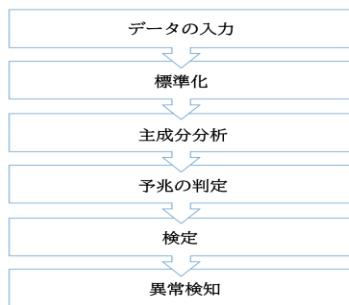 データの入力
標準化
主成分分析
予兆の判定
検定
異常検知